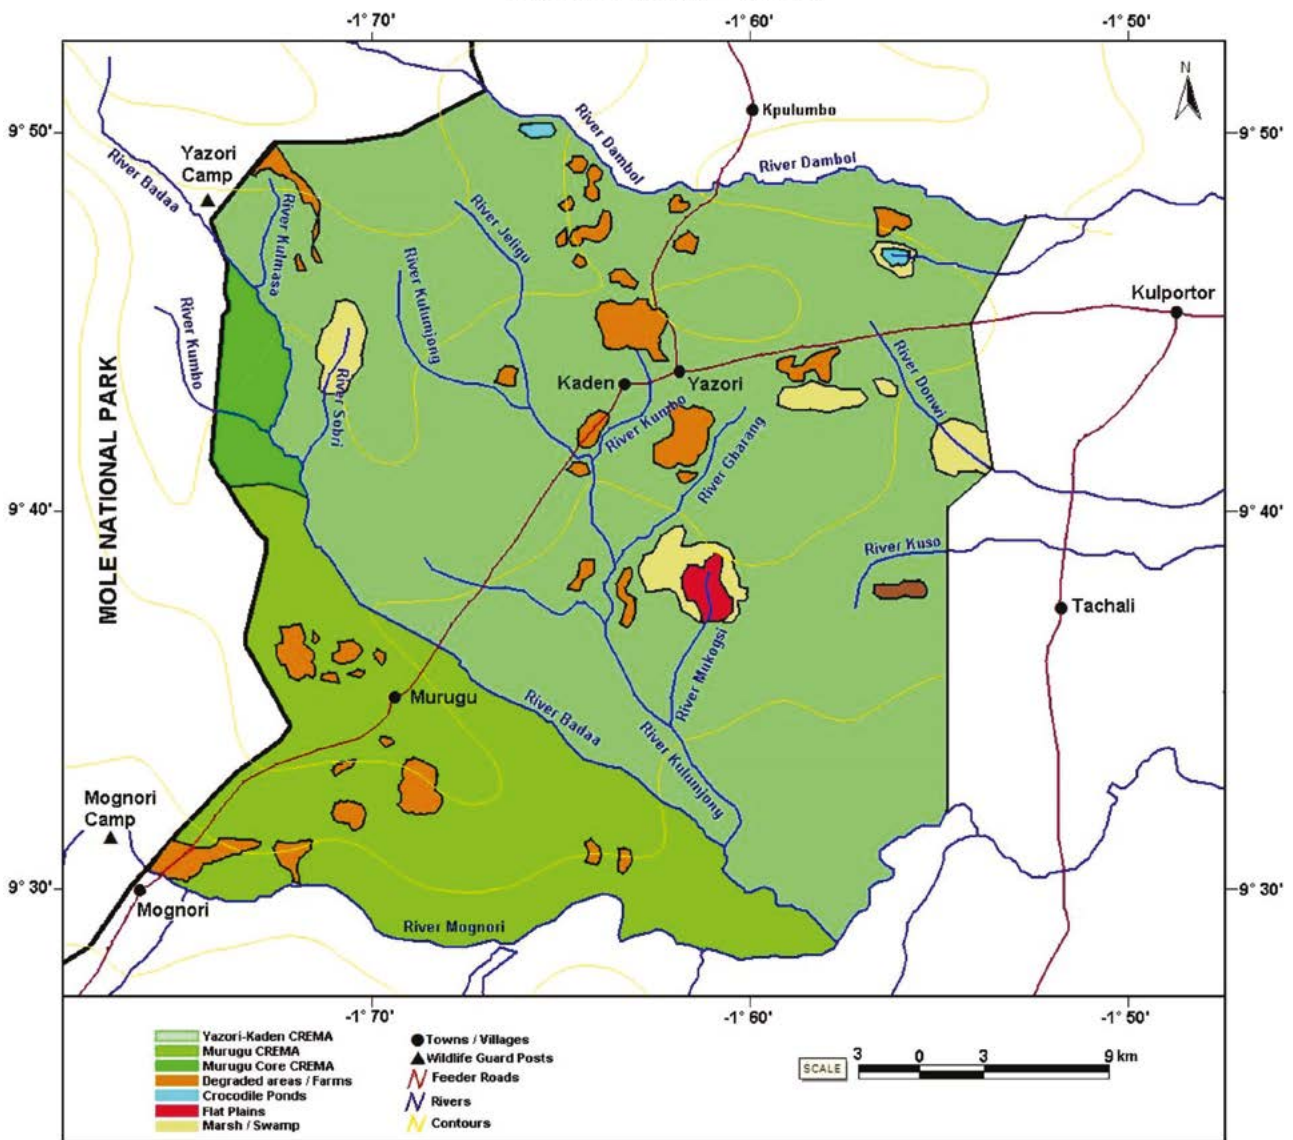 -1° 70'
-1° 60'
-1° 50'
N
Kpulumbo
9° 50'
9° 50'
River Dambol
River Dambol
Yazori
Camp
River Badaa
River Kulmasa
River Jeligu
River Kulumjong
Kulportor
River Kumbo
River Donwi
MOLE NATIONAL PARK
River Sobri
Kaden
Yazori
River Kumbo
River Gbarang
9° 40'
9° 40'
River Kuso
Tachali
River Mukogsi
Murugu
River Badaa
River Kulumjong
Mognori
Camp
9° 30'
9° 30'
Mognori
River Mognori
-1° 70'
-1° 60'
-1° 50'
Yazori-Kaden CREMA
Murugu CREMA
Murugu Core CREMA
Degraded areas / Farms
Crocodile Ponds
Flat Plains
Marsh / Swamp
Towns / Villages
Wildlife Guard Posts
Feeder Roads
Rivers
Contours
SCALE
3 0 3 9 km